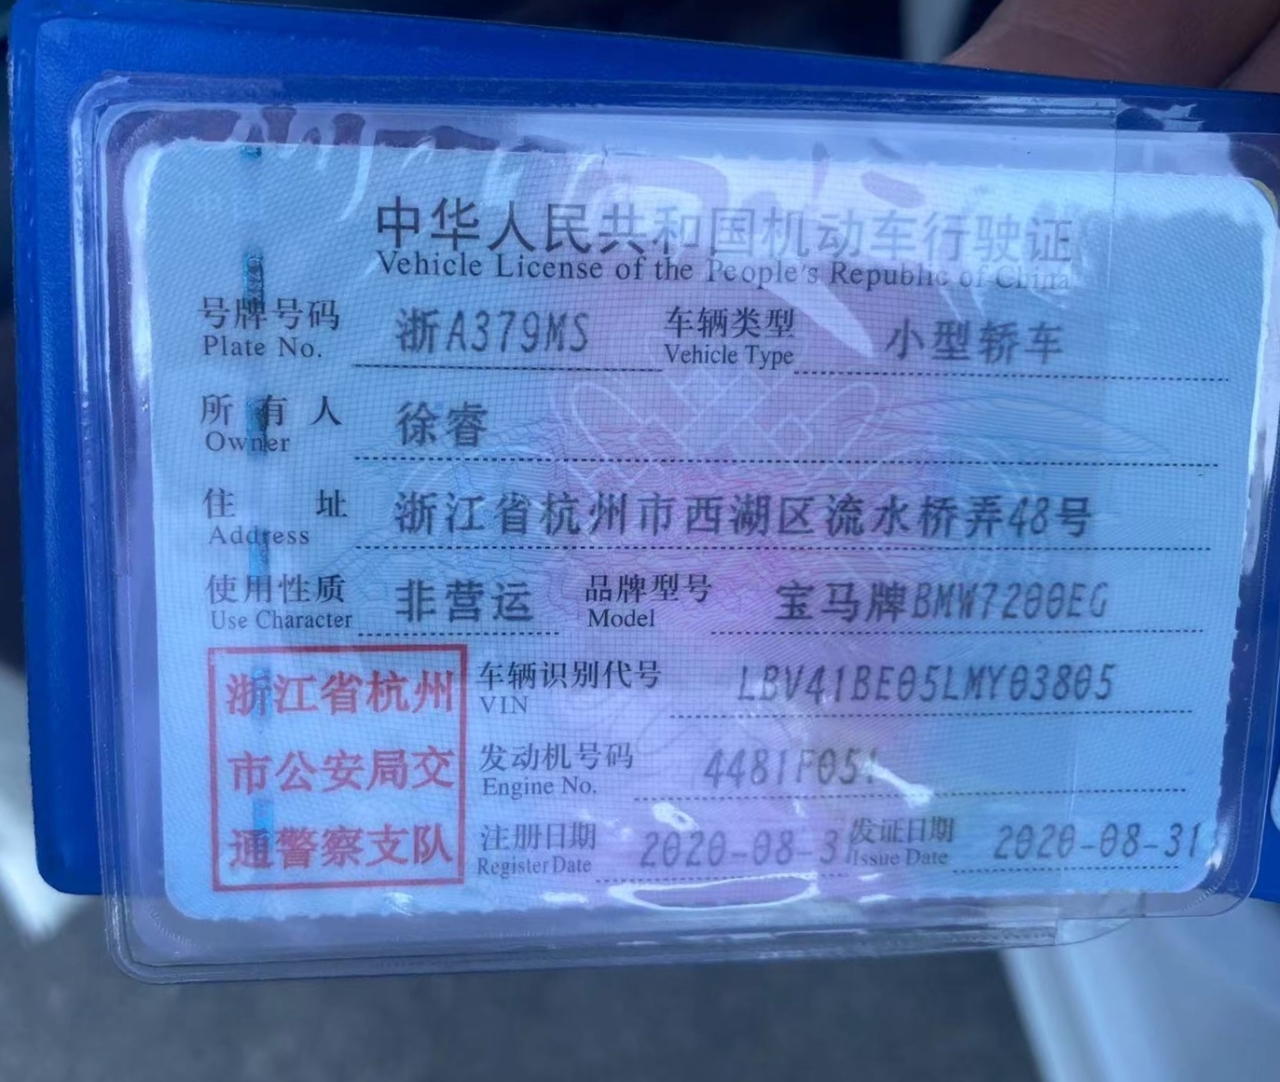 中华人民共和国机动车行驶证
Vehicle License of the People's Republic of China
号牌号码 浙A379MS 车辆类型 小型轿车
Plate No. Vehicle Type
所有人 徐睿
Owner
住址 浙江省杭州市西湖区流水桥弄48号
Address
使用性质 非营运 品牌型号 宝马牌BMW7200EG
Use Character Model
浙江省杭州
市公安局交
通警察支队
车辆识别代号 LBV41BE05LMY03805
VIN
发动机号码 4481F051
Engine No.
注册日期 2020-08-31 发证日期 2020-08-31
Register Date Issue Date